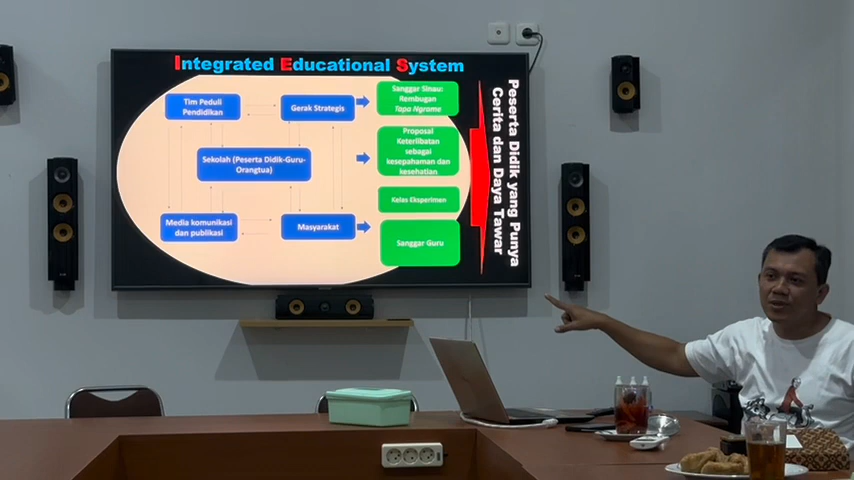 Integrated Educational System
Tim Peduli
Pendidikan
Gerak Strategis
Sanggar Sinau:
Rembugan
Tapa Ngrame
Sekolah (Peserta Didik-Guru-
Orangtua)
Proposal
Keterlibatan
sebagai
kesepahaman dan
kesehatian
Kelas Eksperimen
Media komunikasi
dan publikasi
Masyarakat
Sanggar Guru
Peserta Didik yang Punya
Cerita dan Daya Tawar